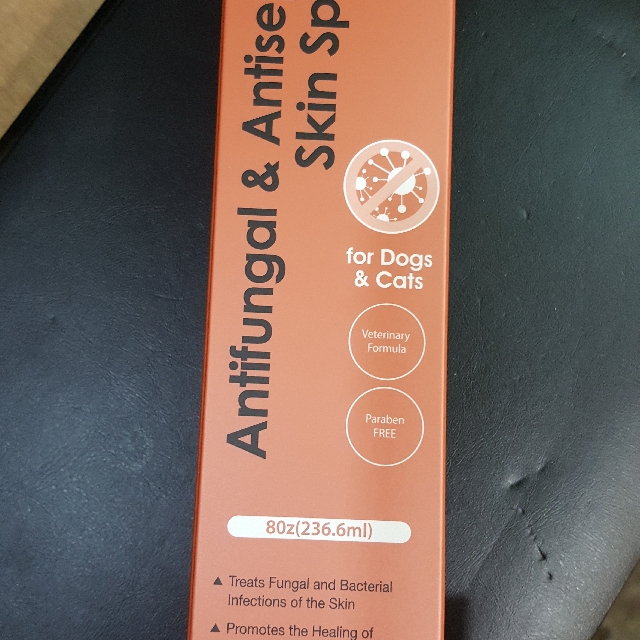 Antifungal & Antise
Skin Sp
for Dogs
& Cats
Veterinary
Formula
Paraben
FREE
80z(236.6ml)
▲ Treats Fungal and Bacterial
Infections of the Skin
▲ Promotes the Healing of